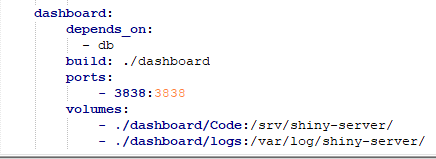 dashboard:
depends_on:
- db
build: ./dashboard
ports:
- 3838:3838
volumes:
- ./dashboard/Code:/srv/shiny-server/
- ./dashboard/logs:/var/log/shiny-server/